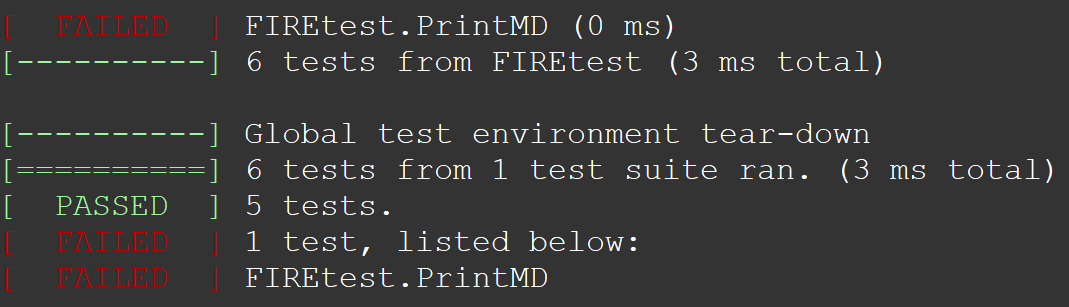 [  FAILED  ] FIREtest.PrintMD (0 ms)
[----------] 6 tests from FIREtest (3 ms total)
[----------] Global test environment tear-down
[==========] 6 tests from 1 test suite ran. (3 ms total)
[  PASSED  ] 5 tests.
[  FAILED  ] 1 test, listed below:
[  FAILED  ] FIREtest.PrintMD